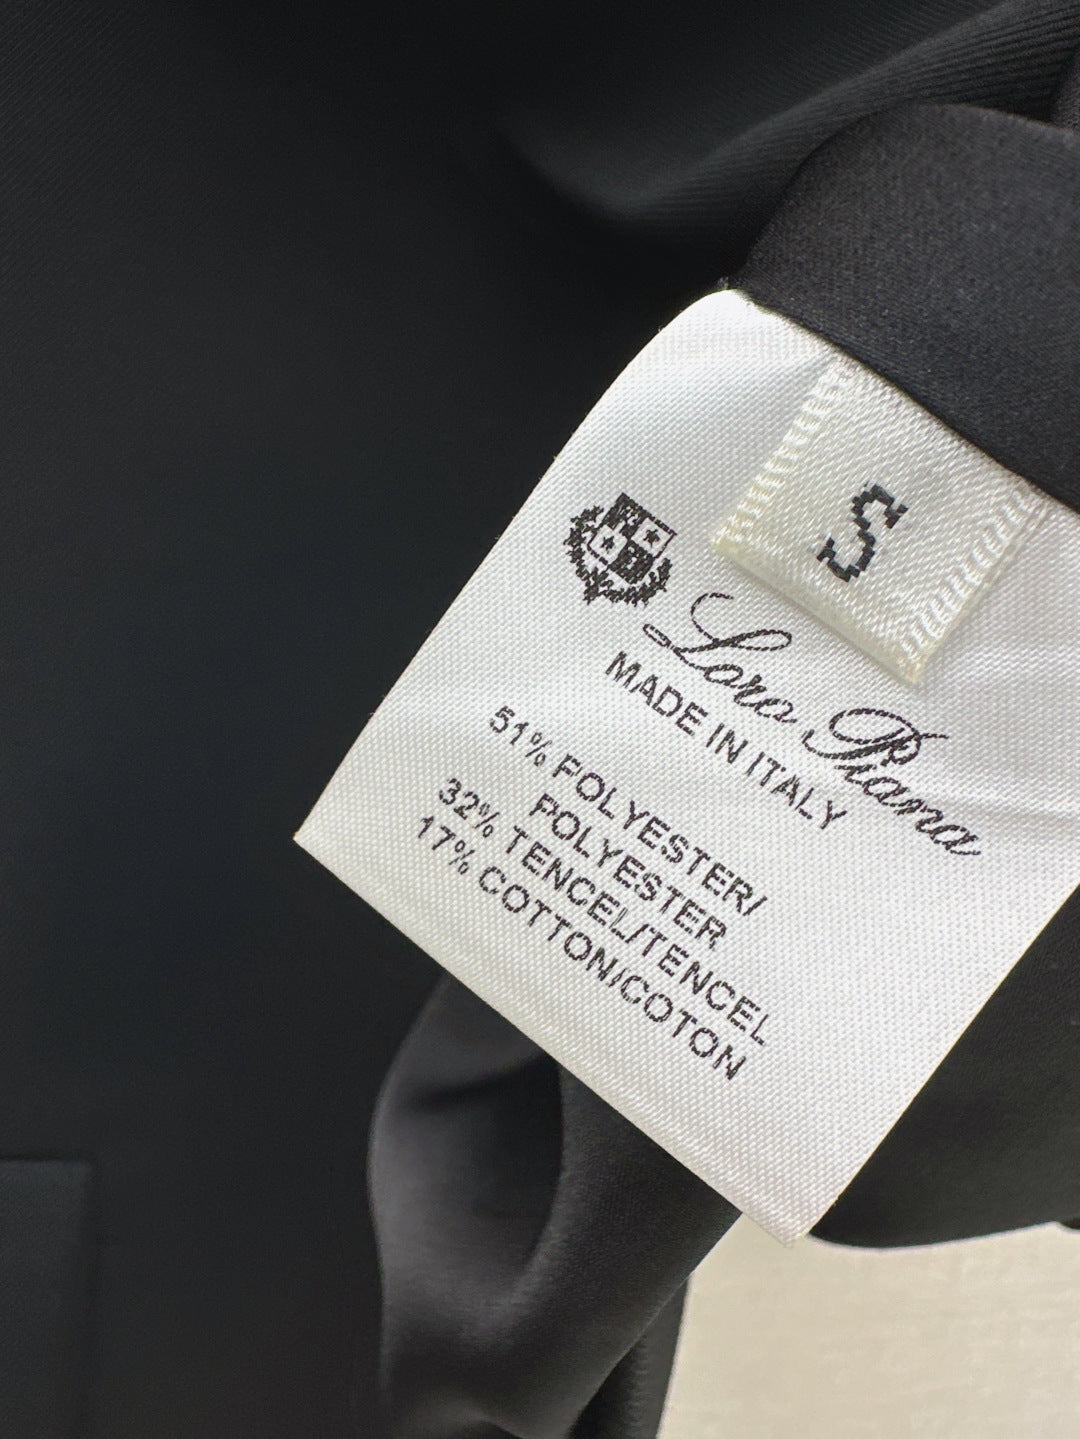 S
Loro Piana
MADE IN ITALY
51% POLYESTER/
POLYESTER
32% TENCEL/TENCEL
17% COTTON/COTON